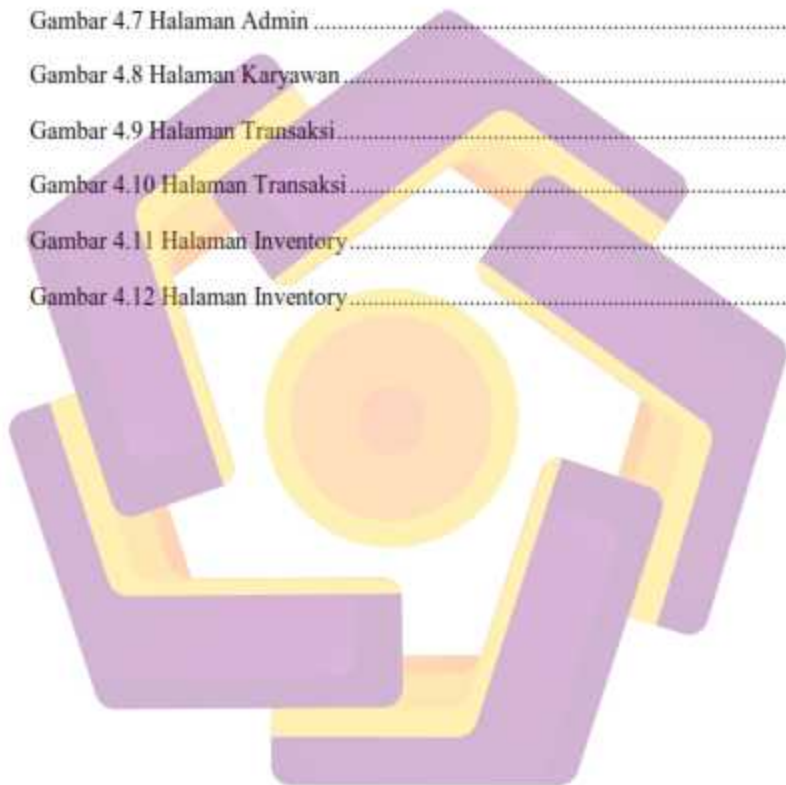 Gambar 4.7 Halaman Admin ........................................................................................
Gambar 4.8 Halaman Karyawan ..................................................................................
Gambar 4.9 Halaman Transaksi ...................................................................................
Gambar 4.10 Halaman Transaksi .................................................................................
Gambar 4.11 Halaman Inventory .................................................................................
Gambar 4.12 Halaman Inventory .................................................................................